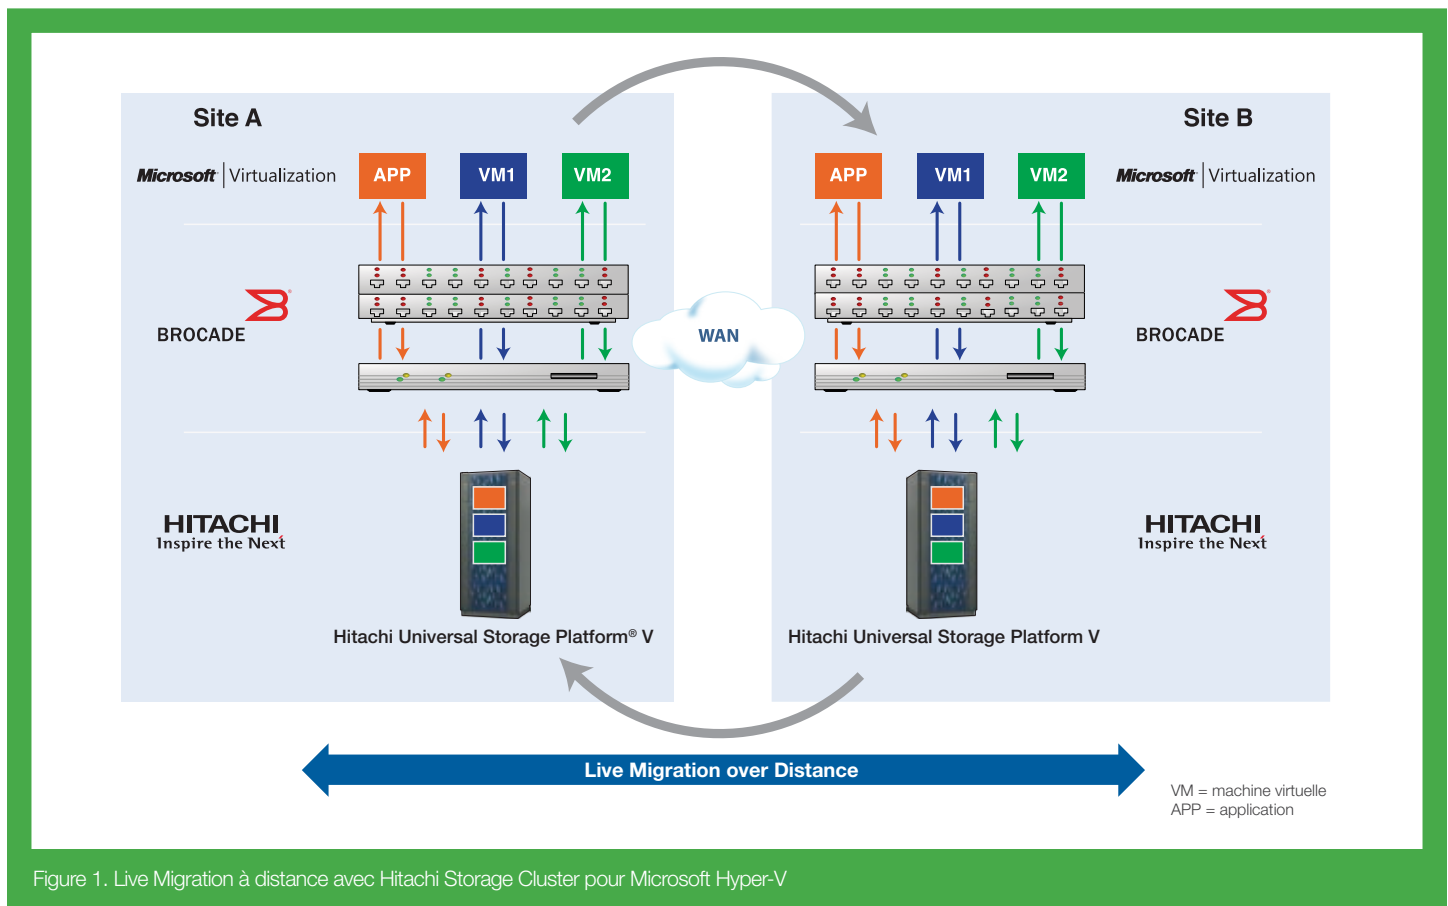 Site A
Microsoft | Virtualization
APP
VM1
VM2
BROCADE
HITACHI
Inspire the Next
Hitachi Universal Storage Platform® V
WAN
Site B
APP
VM1
VM2
Microsoft | Virtualization
BROCADE
HITACHI
Inspire the Next
Hitachi Universal Storage Platform V
Live Migration over Distance
VM = machine virtuelle
APP = application
Figure 1. Live Migration à distance avec Hitachi Storage Cluster pour Microsoft Hyper-V